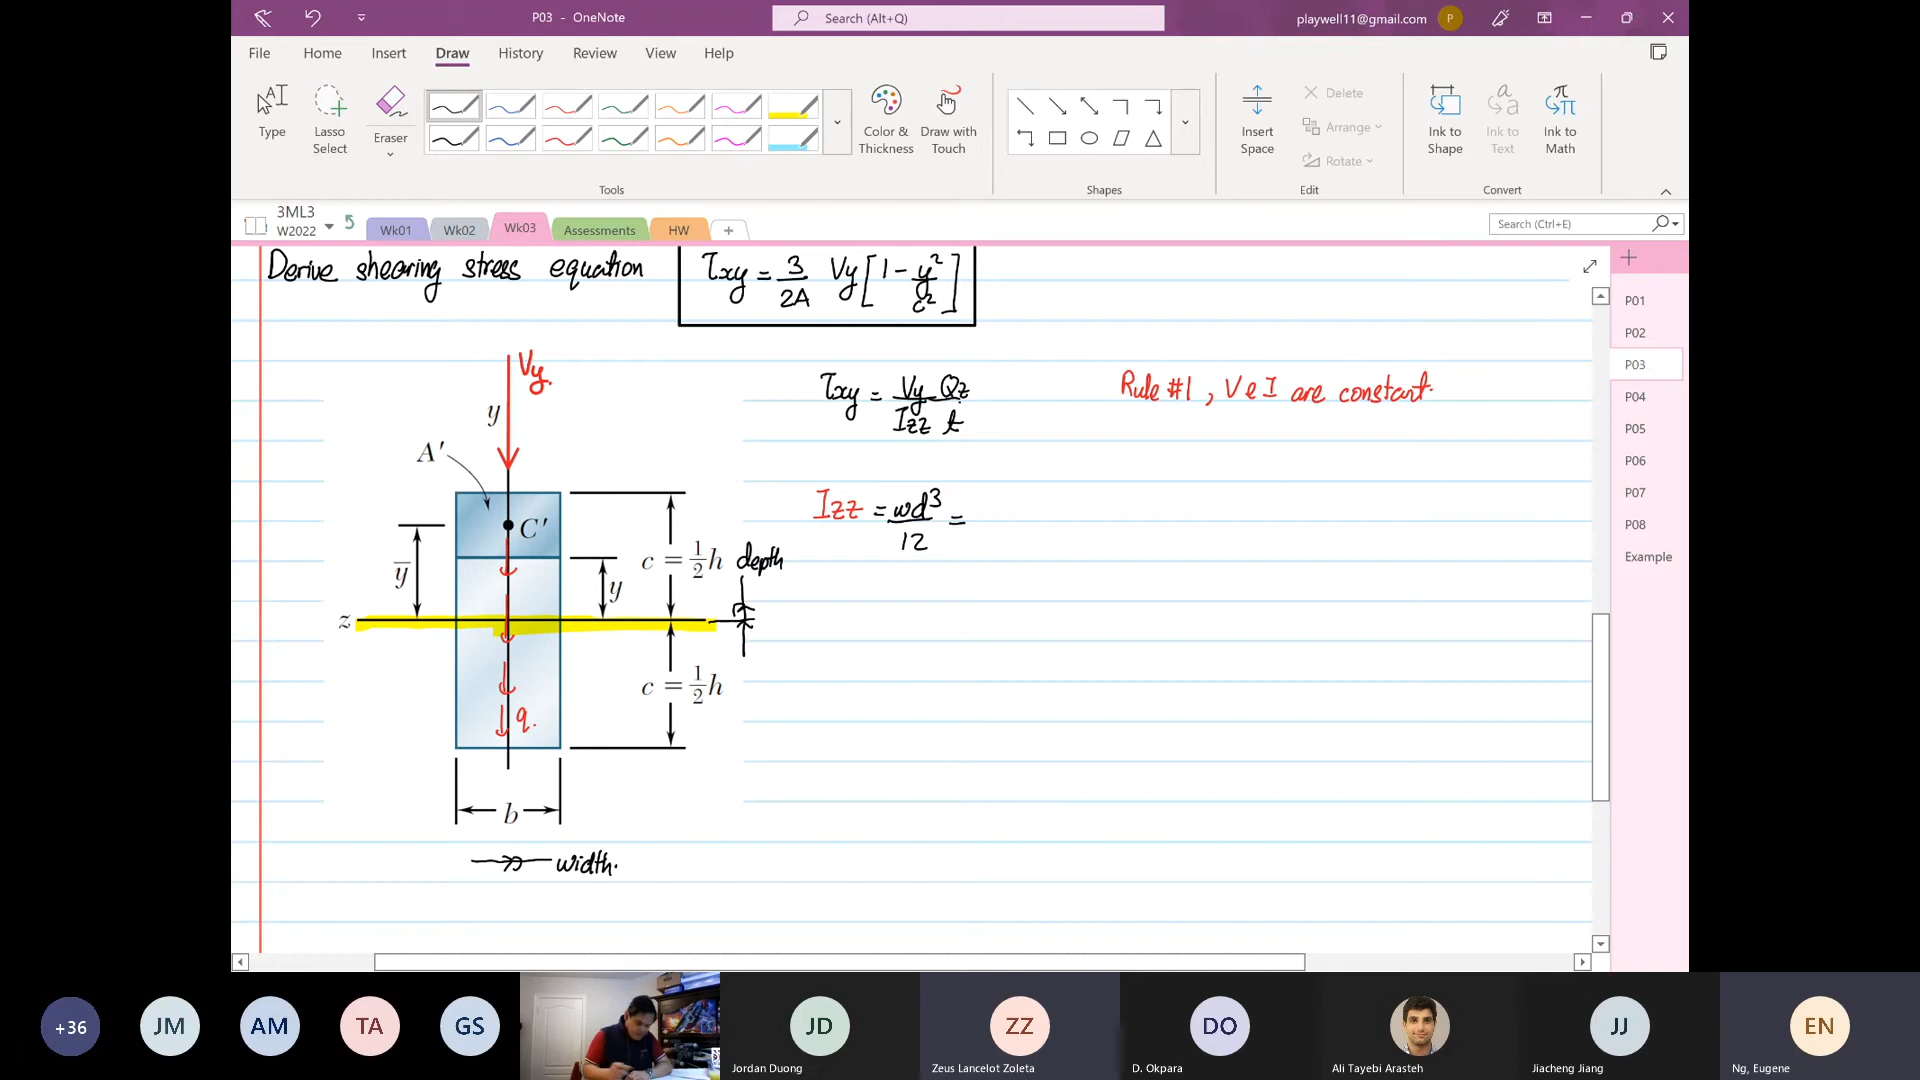 P03 - OneNote
Search (Alt+Q)
playwell11@gmail.com
P
File Home Insert Draw History Review View Help
Type
Lasso Select
Eraser
Color & Thickness
Draw with Touch
Insert Space
Delete
Arrange
Rotate
Ink to Shape
Ink to Text
Ink to Math
Tools
Shapes
Edit
Convert
3ML3
W2022
Wk01 Wk02 Wk03 Assessments HW +
Search (Ctrl+E)
Derive shearing stress equation
τxy = 3/2A Vy [1 - y²/c²]
Vy.
y
τxy = Vy Qz / Izz t
Rule #1, V & I are constant.
A′
C′
Izz = wd³/12 =
c = ½h depth
y̅
y
z
c = ½h
q.
b
width.
P01
P02
P03
P04
P05
P06
P07
P08
Example
+36
JM
AM
TA
GS
JD
Jordan Duong
ZZ
Zeus Lancelot Zoleta
DO
D. Okpara
Ali Tayebi Arasteh
JJ
Jiacheng Jiang
EN
Ng, Eugene